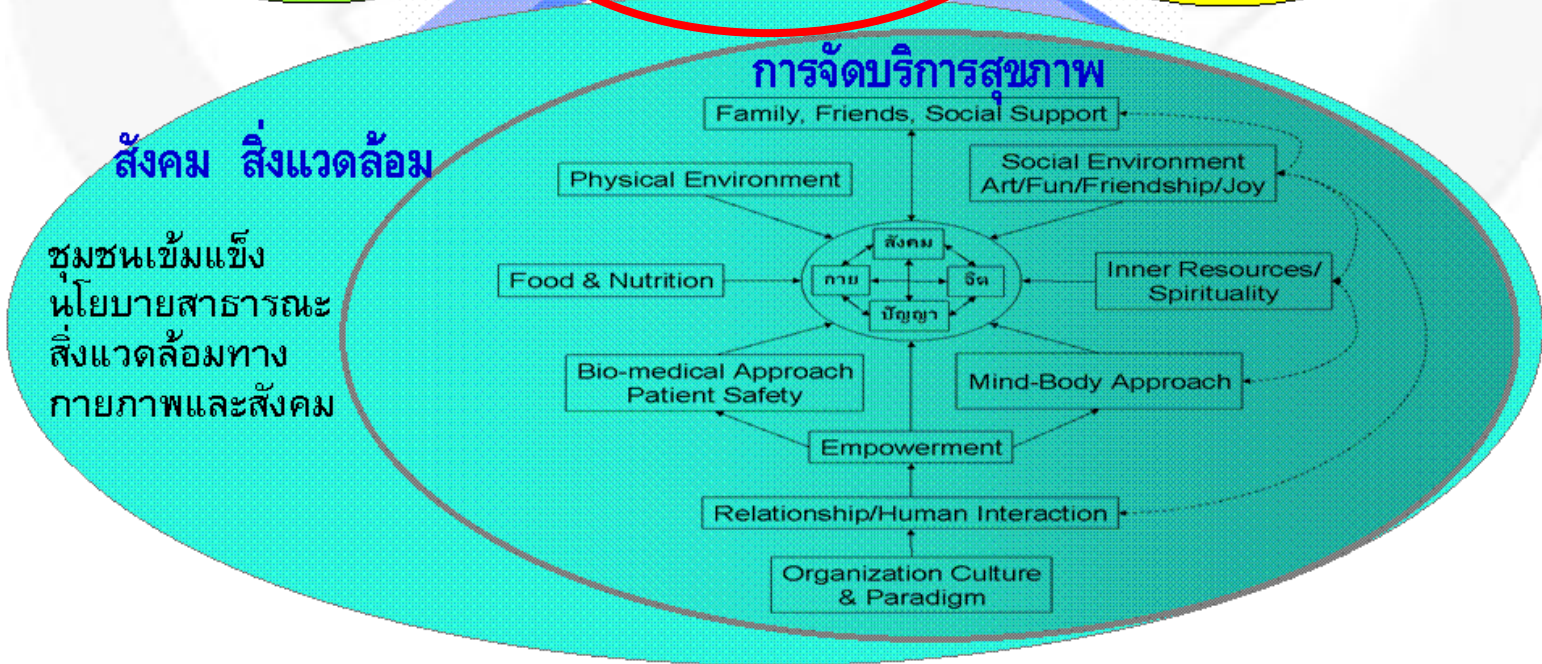 การจัดบริการสุขภาพ
Family, Friends, Social Support
สังคม สิ่งแวดล้อม
Physical Environment
Social Environment
Art/Fun/Friendship/Joy
ชุมชนเข้มแข็ง
นโยบายสาธารณะ
สิ่งแวดล้อมทาง
กายภาพและสังคม
สังคม
Food & Nutrition
กาย
จิต
ปัญญา
Inner Resources/
Spirituality
Bio-medical Approach
Patient Safety
Mind-Body Approach
Empowerment
Relationship/Human Interaction
Organization Culture
& Paradigm